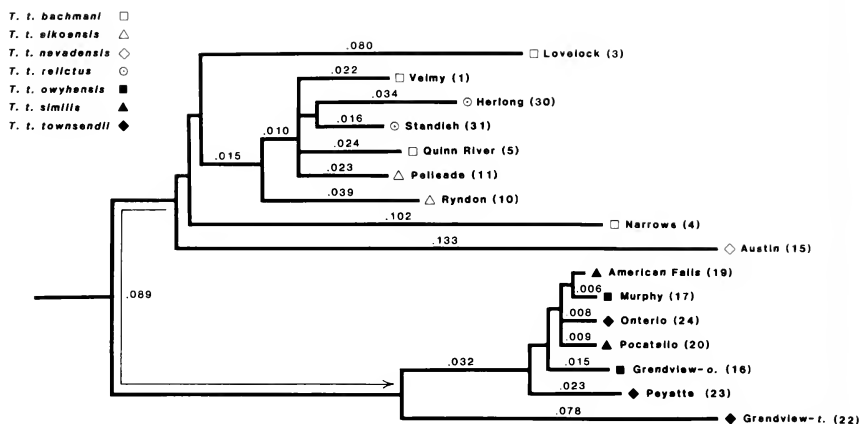 T. t. bachmani □
T. t. elkoensis △
T. t. nevadensis ◇
T. t. relictus ⊙
T. t. owyhensis ■
T. t. similis ▲
T. t. townsendii ◆
.080 □ Lovelock (3)
.022 □ Velmy (1)
.034 ⊙ Herlong (30)
.010 .016 ⊙ Standish (31)
.015 .024 □ Quinn River (5)
.023 △ Palisade (11)
.039 △ Ryndon (10)
.102 □ Narrows (4)
.133 ◇ Austin (15)
▲ American Falls (19)
.089 .006 ■ Murphy (17)
.008 ◆ Ontario (24)
.009 ▲ Pocatello (20)
.032 .015 ■ Grandview-o. (16)
.023 ◆ Payette (23)
.078 ◆ Grandview-t. (22)